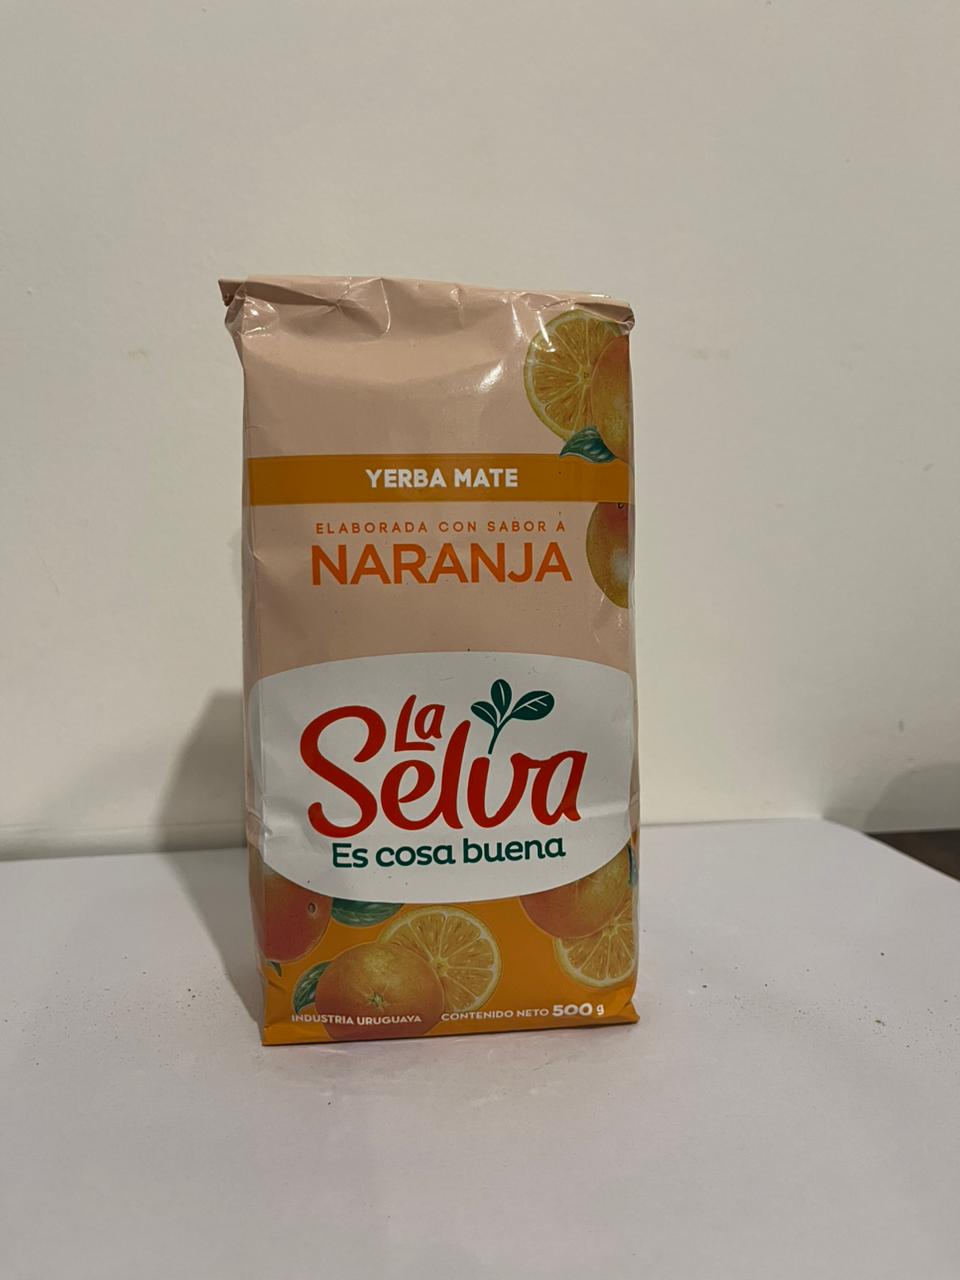 YERBA MATE
ELABORADA CON SABOR A
NARANJA
La
Selva
Es cosa buena
INDUSTRIA URUGUAYA CONTENIDO NETO 500 g